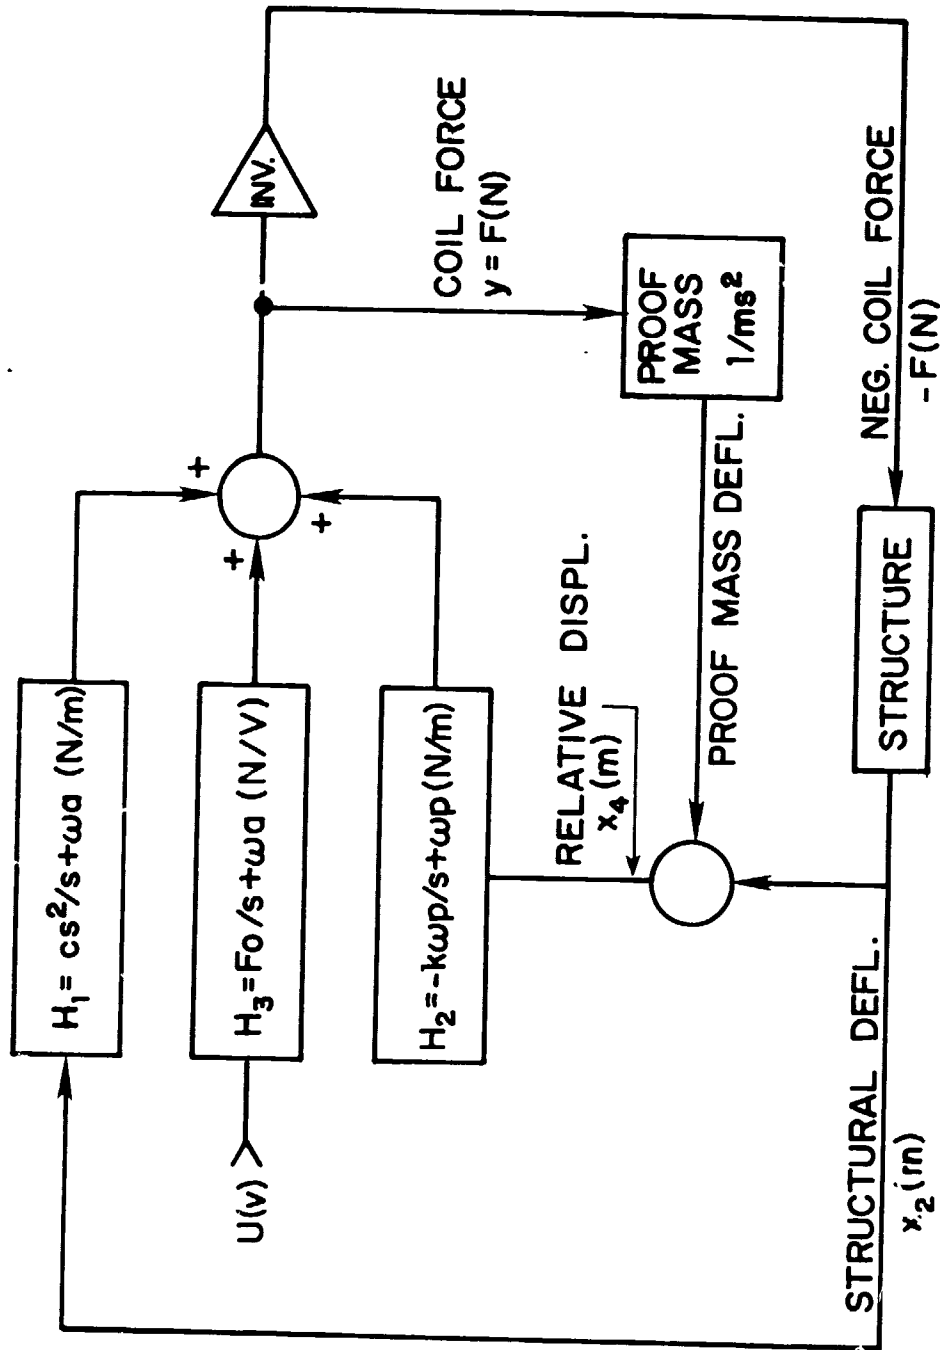 H₁ = cs²/s+ωa (N/m)
U(v)
H₃=Fo/s+ωa (N/V)
H₂=-kωp/s+ωp(N/m)
+
+
+
INV.
COIL FORCE
y = F(N)
RELATIVE DISPL.
x₄(m)
PROOF
MASS
1/ms²
PROOF MASS DEFL.
STRUCTURAL DEFL.
x₂(m)
STRUCTURE
NEG. COIL FORCE
-F(N)